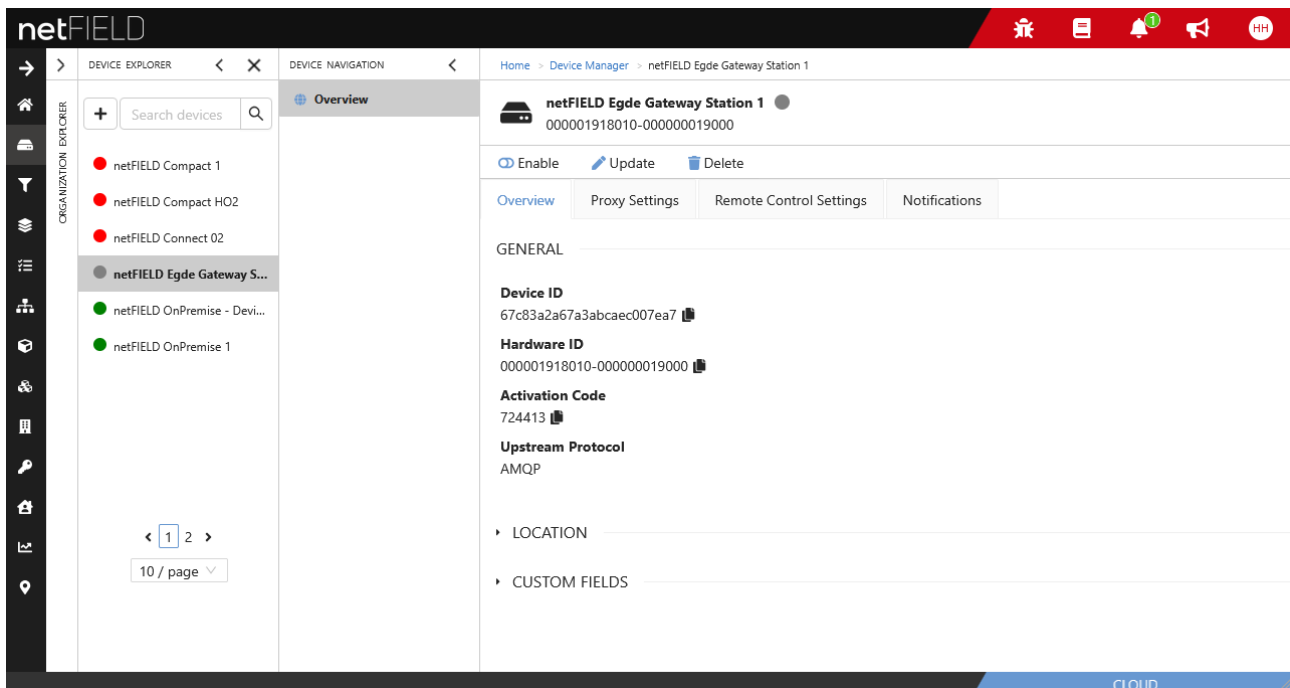 netFIELD
1
HH
DEVICE EXPLORER
DEVICE NAVIGATION
Home > Device Manager > netFIELD Egde Gateway Station 1
ORGANIZATION EXPLORER
Search devices
netFIELD Compact 1
netFIELD Compact HO2
netFIELD Connect 02
netFIELD Egde Gateway S...
netFIELD OnPremise - Devi...
netFIELD OnPremise 1
1 2
10 / page
Overview
netFIELD Egde Gateway Station 1
000001918010-000000019000
Enable Update Delete
Overview Proxy Settings Remote Control Settings Notifications
GENERAL
Device ID
67c83a2a67a3abcaec007ea7
Hardware ID
000001918010-000000019000
Activation Code
724413
Upstream Protocol
AMQP
LOCATION
CUSTOM FIELDS
CLOUD